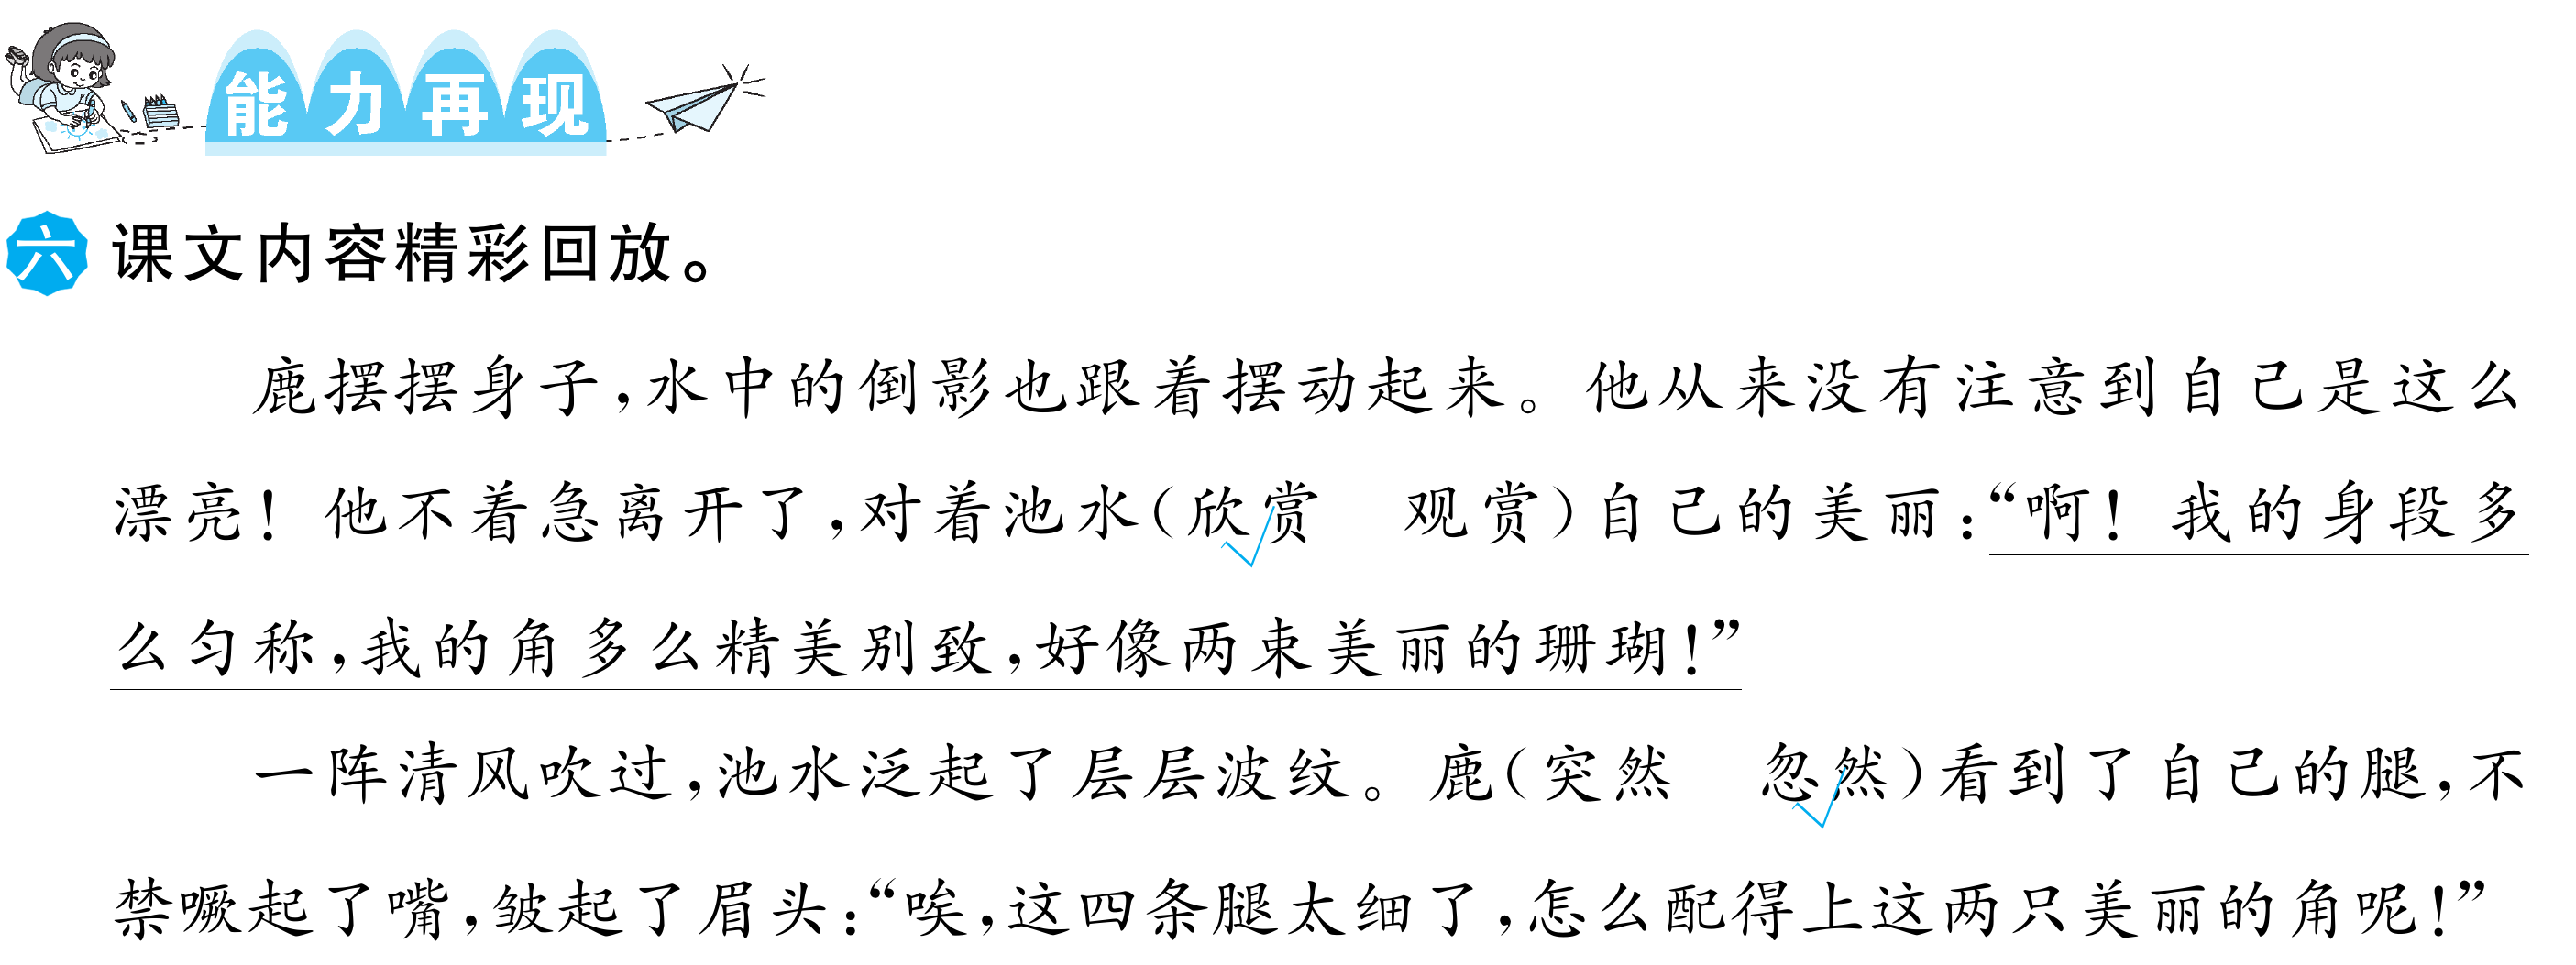 能力再现
六 课文内容精彩回放。
鹿摆摆身子,水中的倒影也跟着摆动起来。他从来没有注意到自己是这么
漂亮！他不着急离开了,对着池水(欣赏 观赏)自己的美丽:“啊！我的身段多
么匀称,我的角多么精美别致,好像两束美丽的珊瑚！”
一阵清风吹过,池水泛起了层层波纹。鹿(突然 忽然)看到了自己的腿,不
禁噘起了嘴,皱起了眉头:“唉,这四条腿太细了,怎么配得上这两只美丽的角呢！”